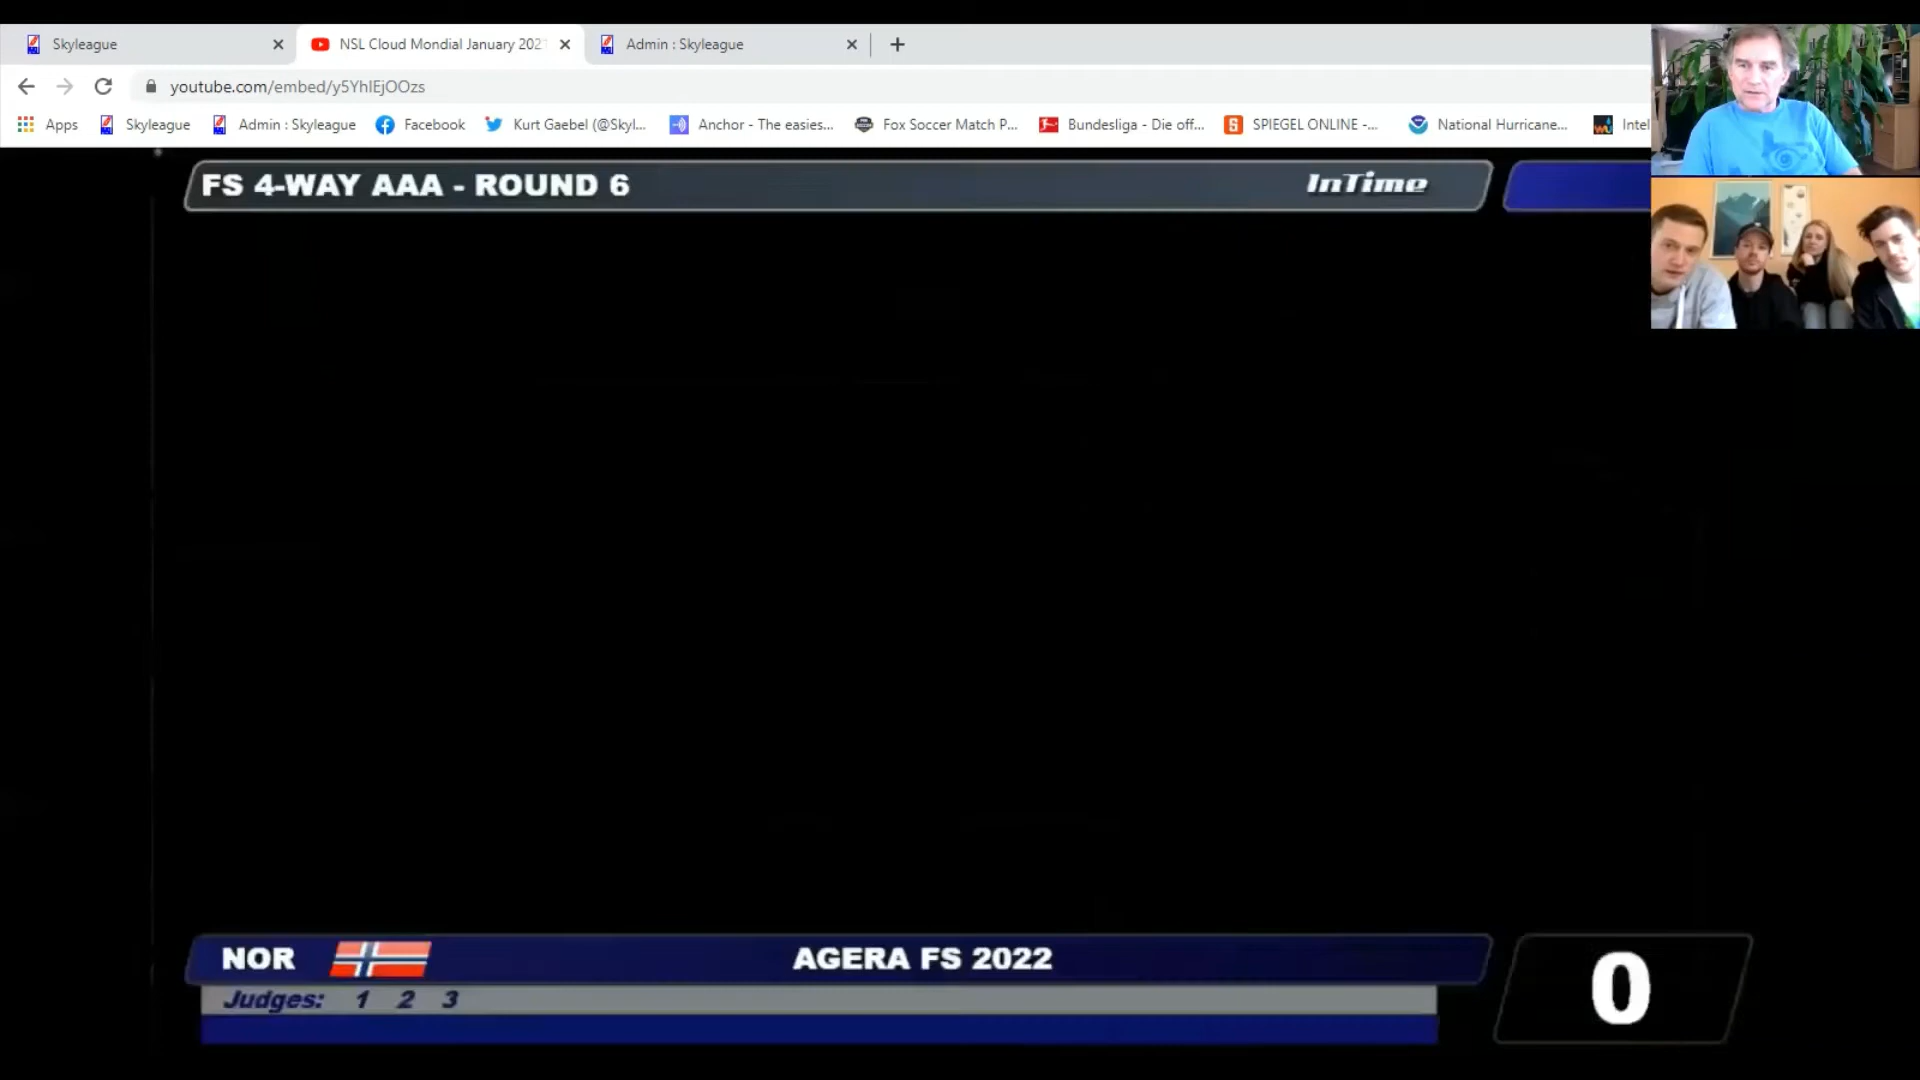 Skyleague
NSL Cloud Mondial January 202
Admin : Skyleague
youtube.com/embed/y5YhlEjOOzs
Apps Skyleague Admin : Skyleague Facebook Kurt Gaebel (@Skyl... Anchor - The easies... Fox Soccer Match P... Bundesliga - Die off... SPIEGEL ONLINE -... National Hurricane... Intel
FS 4-WAY AAA - ROUND 6 InTime
NOR AGERA FS 2022
Judges: 1 2 3
0